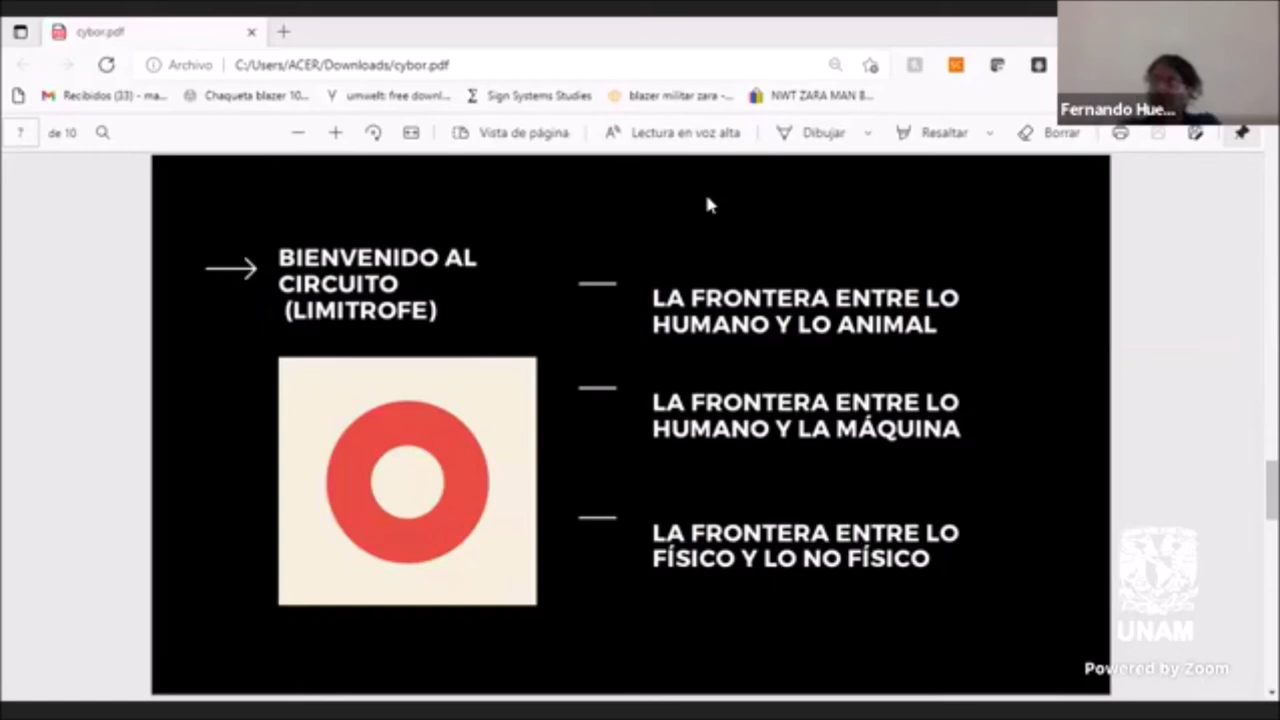 cybor.pdf
Archivo
C:/Users/ACER/Downloads/cybor.pdf
Recibidos (33) - ma...
Chaqueta blazer 10...
umwelt: free downl...
Sign Systems Studies
blazer militar zara -...
NWT ZARA MAN B...
Fernando Hue...
7 de 10
Vista de página
Lectura en voz alta
Dibujar
Resaltar
Borrar
BIENVENIDO AL
CIRCUITO
(LIMITROFE)
LA FRONTERA ENTRE LO
HUMANO Y LO ANIMAL
LA FRONTERA ENTRE LO
HUMANO Y LA MÁQUINA
LA FRONTERA ENTRE LO
FÍSICO Y LO NO FÍSICO
UNAM
Powered by Zoom